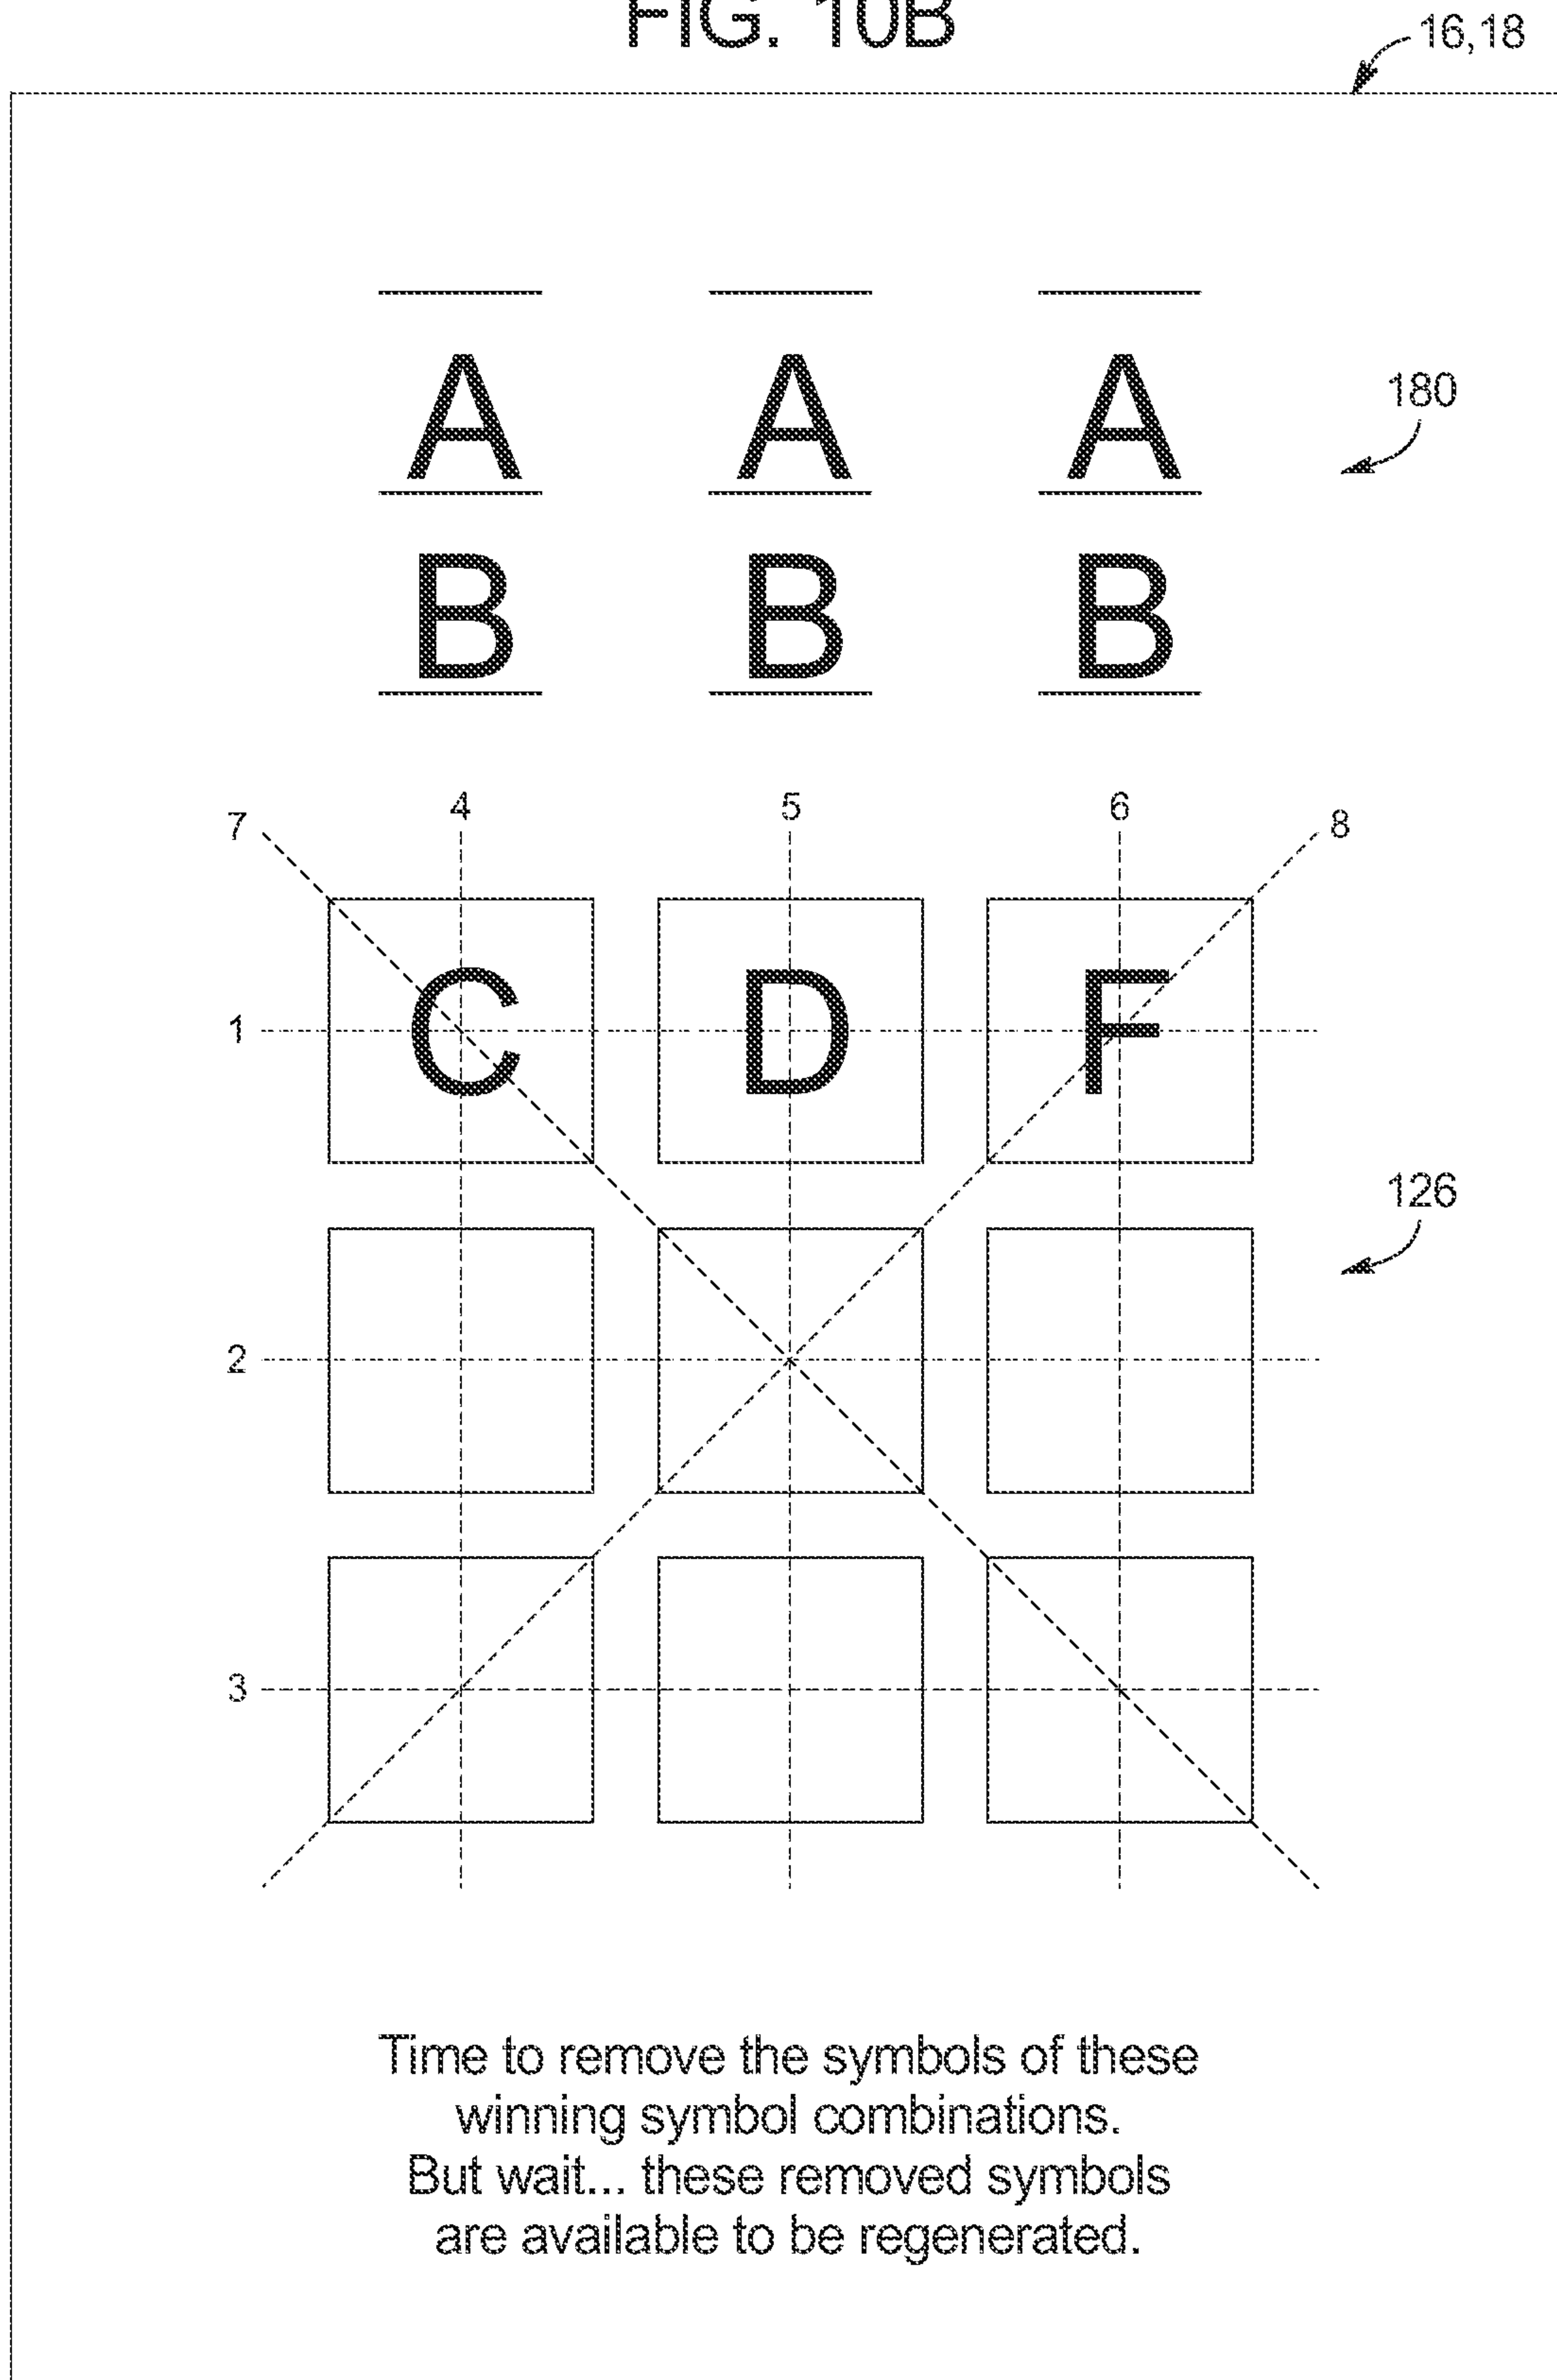 FIG. 10B
16,18
A A A
180
B B B
7 4 5 6 8
1 C D F
126
2
3
Time to remove the symbols of these
winning symbol combinations.
But wait... these removed symbols
are available to be regenerated.